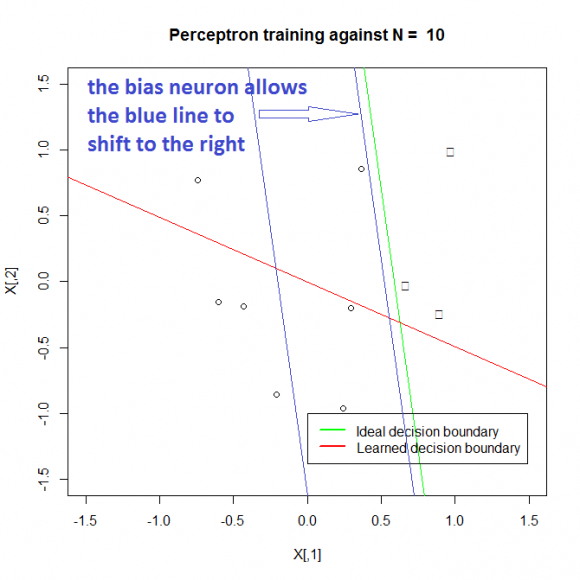 Perceptron training against N = 10
the bias neuron allows
the blue line to
shift to the right
X[,2]
1.5
1.0
0.5
0.0
-0.5
-1.0
-1.5
Ideal decision boundary
Learned decision boundary
-1.5 -1.0 -0.5 0.0 0.5 1.0 1.5
X[,1]